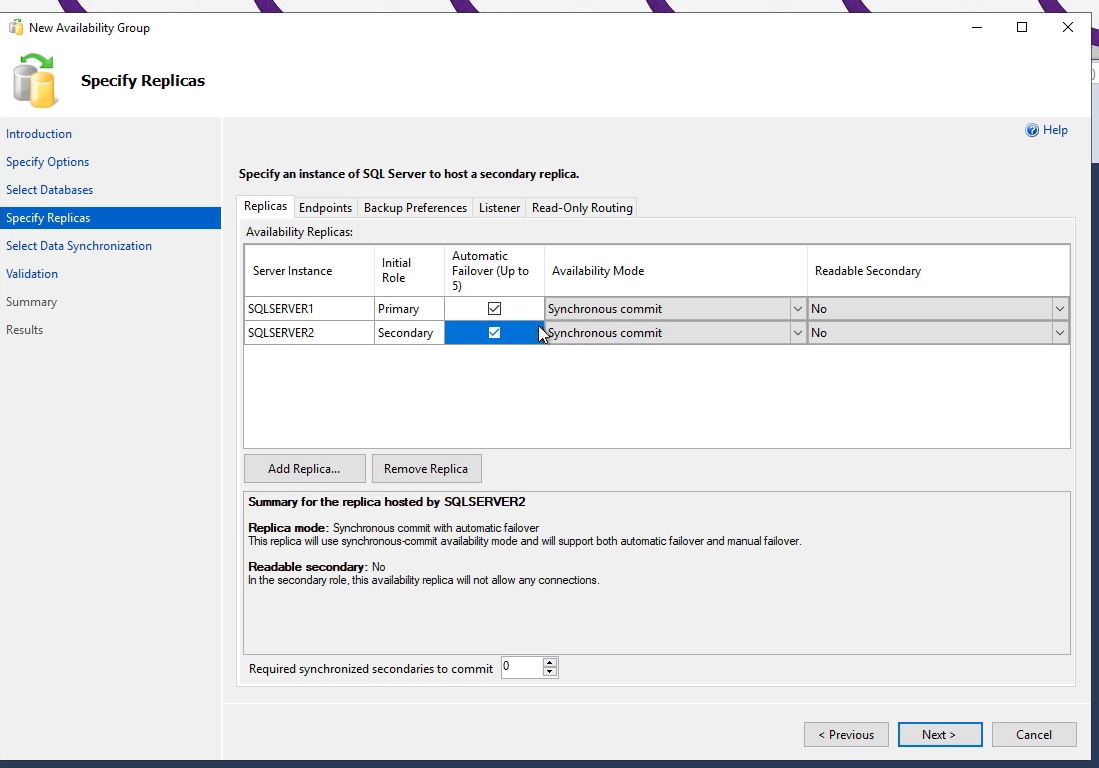 New Availability Group
Specify Replicas
Introduction
Specify Options
Select Databases
Specify Replicas
Select Data Synchronization
Validation
Summary
Results
Help
Specify an instance of SQL Server to host a secondary replica.
Replicas Endpoints Backup Preferences Listener Read-Only Routing
Availability Replicas:
Server Instance Initial Role Automatic Failover (Up to 5) Availability Mode Readable Secondary
SQLSERVER1 Primary Synchronous commit No
SQLSERVER2 Secondary Synchronous commit No
Add Replica... Remove Replica
Summary for the replica hosted by SQLSERVER2
Replica mode: Synchronous commit with automatic failover
This replica will use synchronous-commit availability mode and will support both automatic failover and manual failover.
Readable secondary: No
In the secondary role, this availability replica will not allow any connections.
Required synchronized secondaries to commit 0
< Previous Next > Cancel